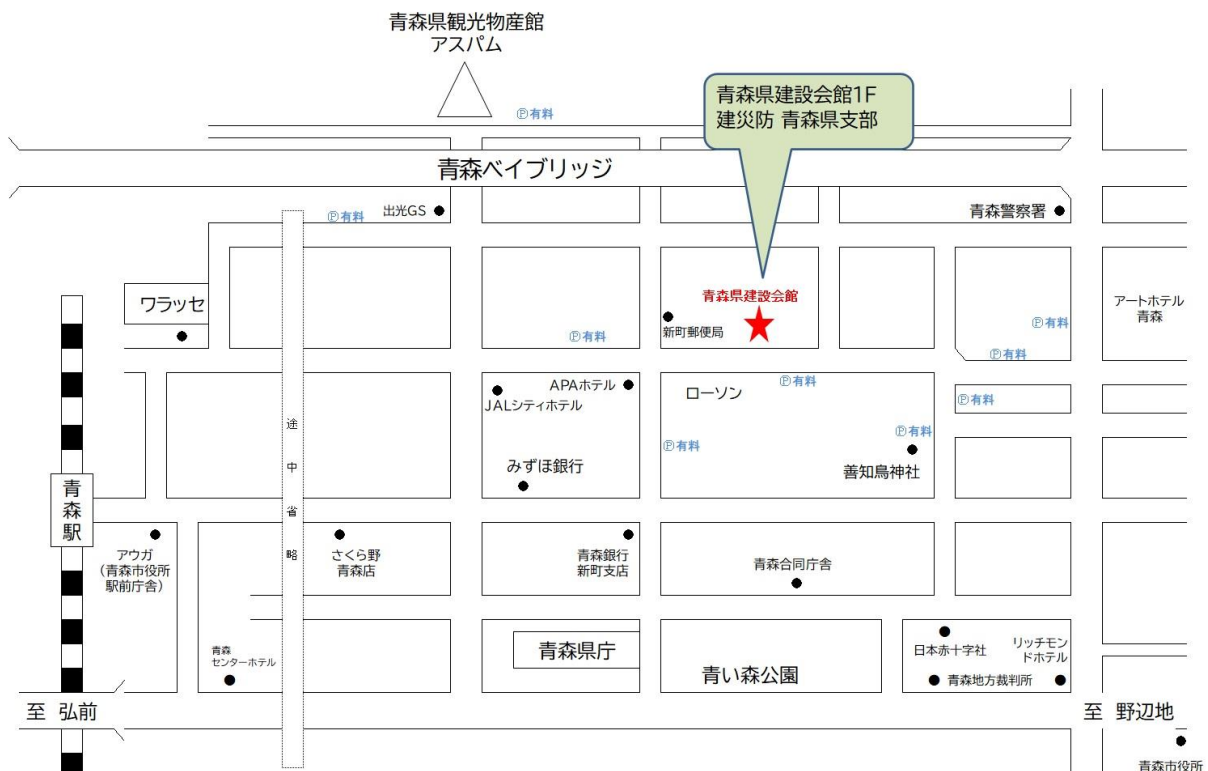 青森県観光物産館
アスパム
Ⓟ有料
青森県建設会館1F
建災防 青森県支部
青森ベイブリッジ
Ⓟ有料
出光GS
青森警察署
ワラッセ
青森県建設会館
新町郵便局
Ⓟ有料
Ⓟ有料
Ⓟ有料
アートホテル
青森
JALシティホテル
APAホテル
ローソン
Ⓟ有料
Ⓟ有料
Ⓟ有料
Ⓟ有料
みずほ銀行
善知鳥神社
途中省略
青森駅
アウガ
(青森市役所
駅前庁舎)
さくら野
青森店
青森銀行
新町支店
青森合同庁舎
青森
センターホテル
青森県庁
青い森公園
日本赤十字社
リッチモン
ドホテル
青森地方裁判所
至 弘前
至 野辺地
青森市役所